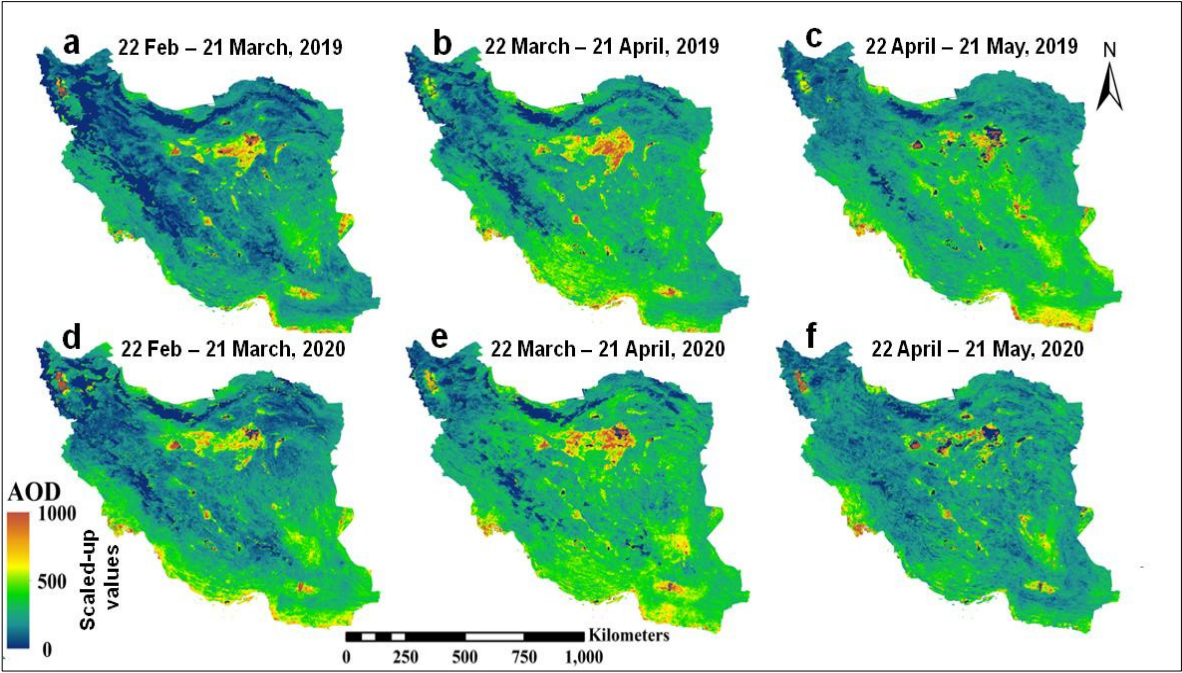 a
22 Feb – 21 March, 2019
b
22 March – 21 April, 2019
c
22 April – 21 May, 2019
N
d
22 Feb – 21 March, 2020
e
22 March – 21 April, 2020
f
22 April – 21 May, 2020
AOD
1000
500
0
Scaled-up
values
Kilometers
0 250 500 750 1,000